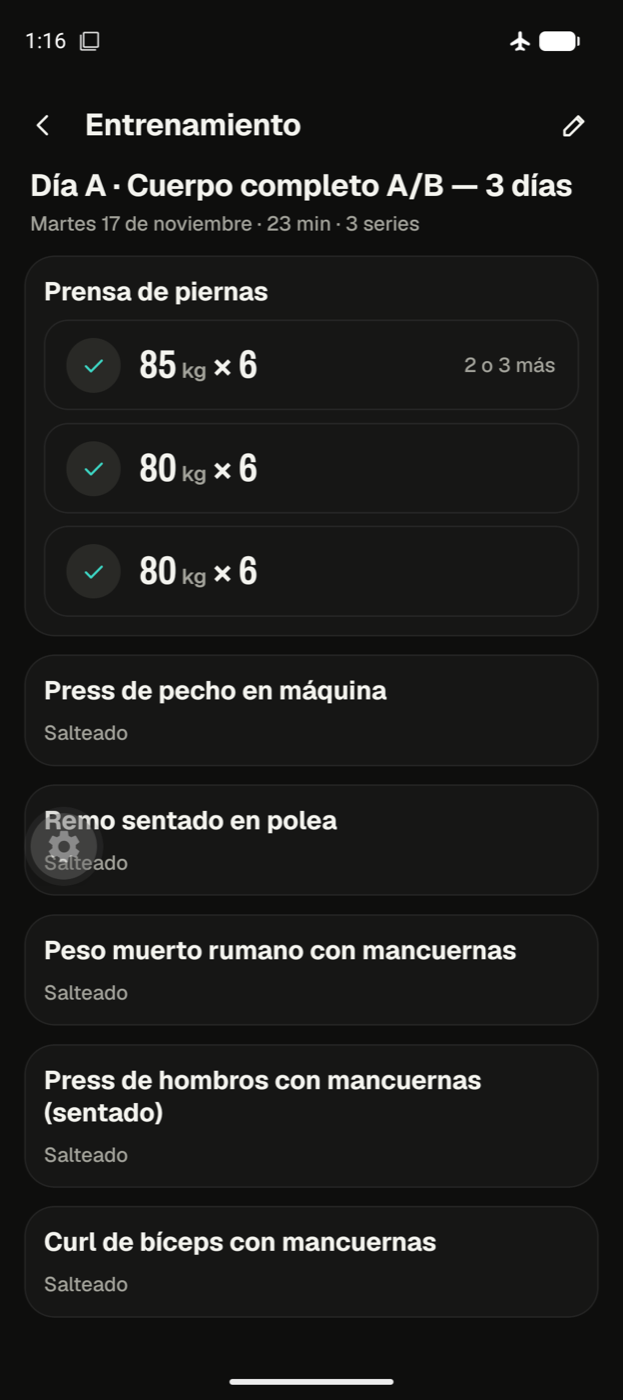 1:16
Entrenamiento
Día A · Cuerpo completo A/B — 3 días
Martes 17 de noviembre · 23 min · 3 series
Prensa de piernas
85 kg × 6
2 o 3 más
80 kg × 6
80 kg × 6
Press de pecho en máquina
Salteado
Remo sentado en polea
Salteado
Peso muerto rumano con mancuernas
Salteado
Press de hombros con mancuernas
(sentado)
Salteado
Curl de bíceps con mancuernas
Salteado